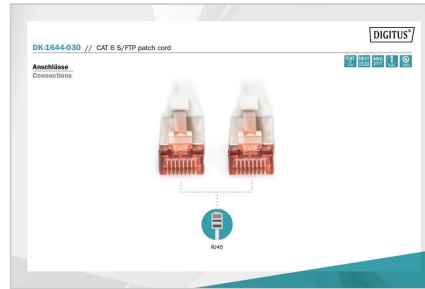 DIGITUS®
DK-1644-030 // CAT 6 S/FTP patch cord
Anschlüsse
Connections
RJ45